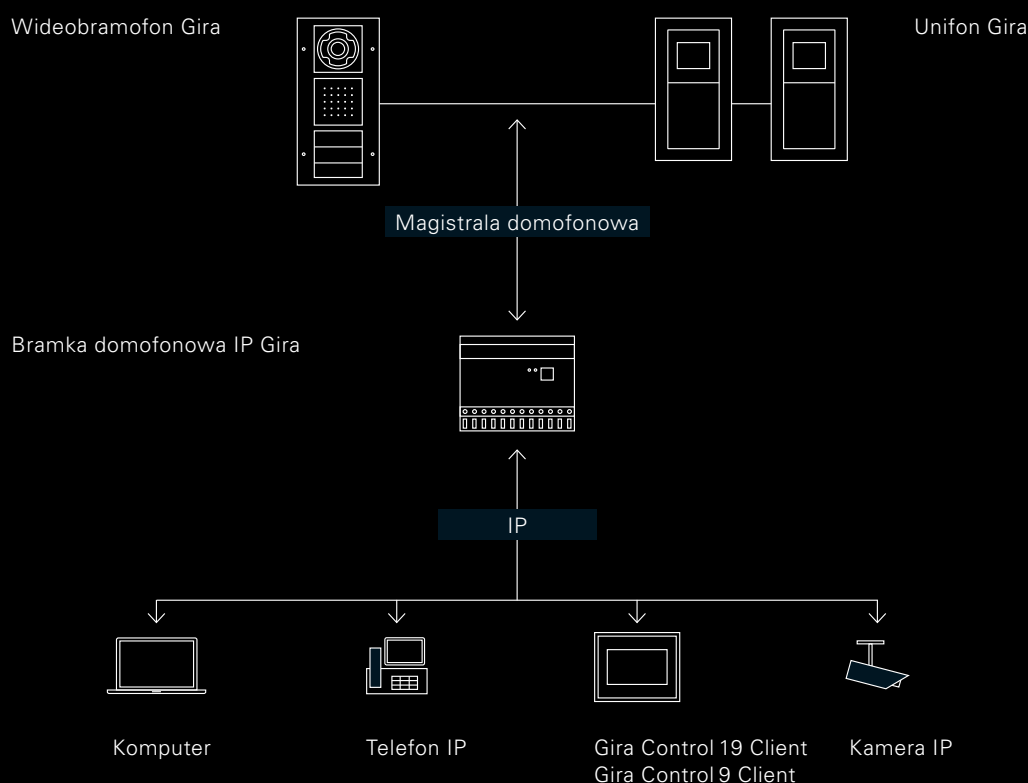 Wideobramofon Gira
Unifon Gira
Magistrala domofonowa
Bramka domofonowa IP Gira
IP
Komputer
Telefon IP
Gira Control 19 Client
Gira Control 9 Client
Kamera IP